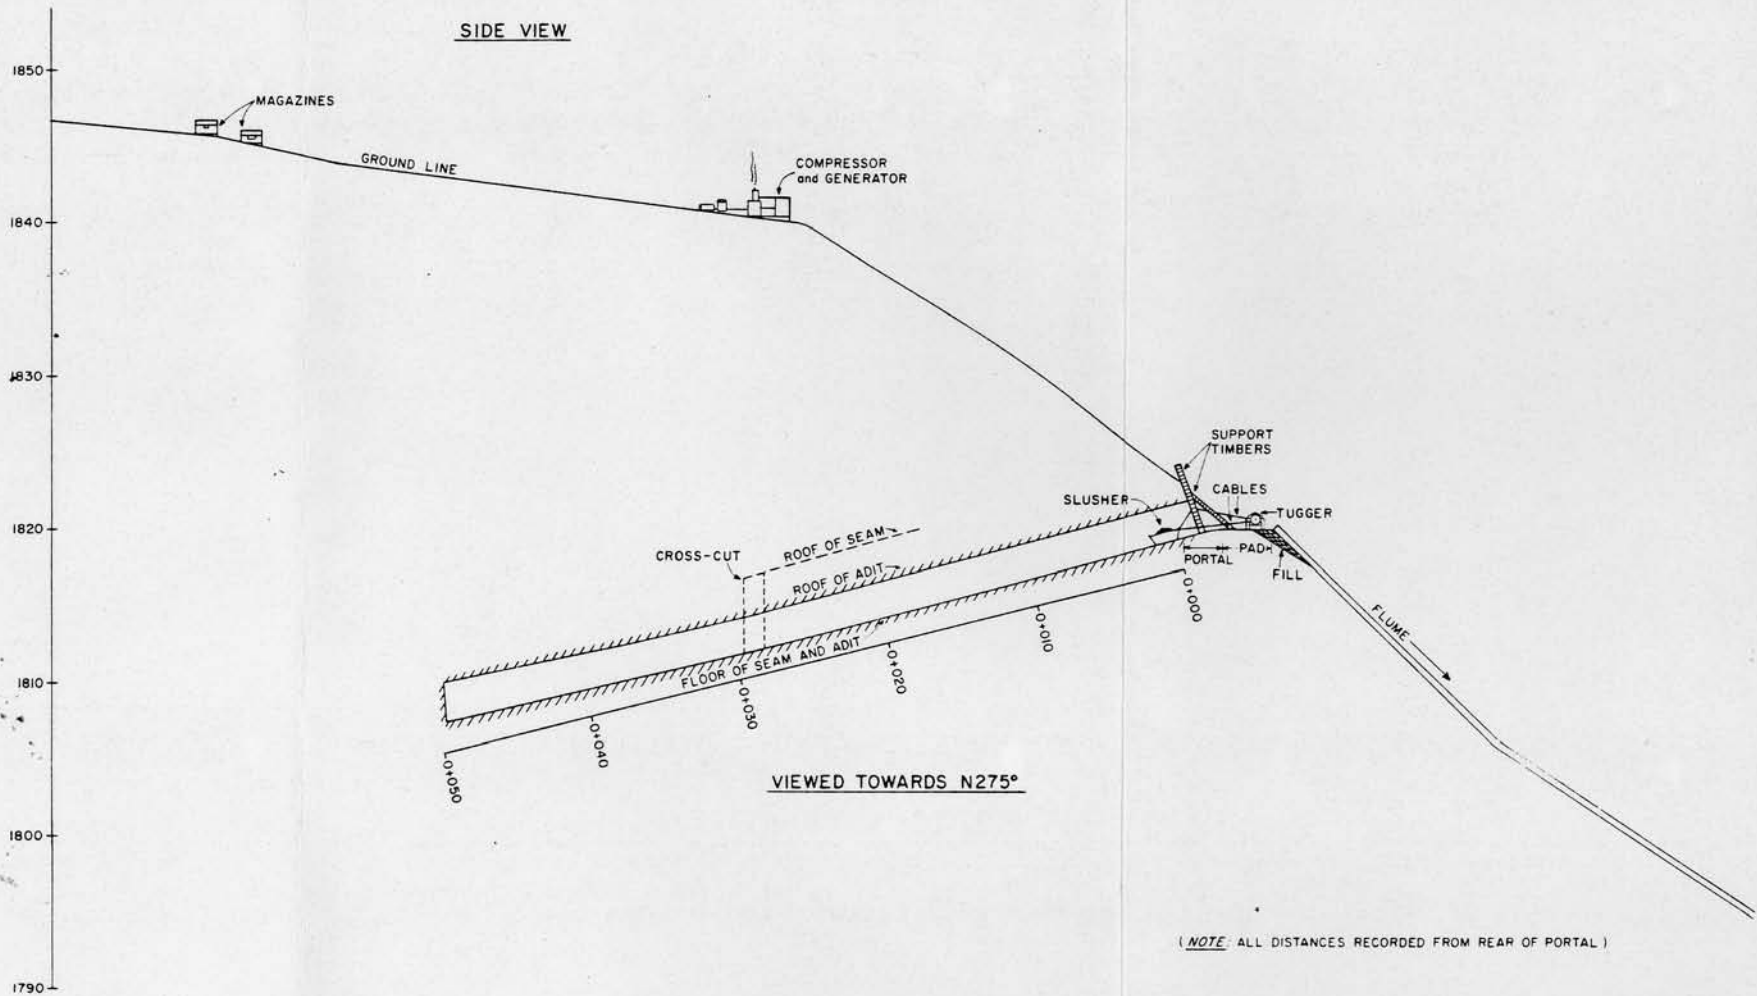 SIDE VIEW
1850
MAGAZINES
GROUND LINE
COMPRESSOR
and GENERATOR
1840
1830
SUPPORT
TIMBERS
SLUSHER
CABLES
TUGGER
1820
ROOF OF SEAM
CROSS-CUT
ROOF OF ADIT
PORTAL
PAD
FILL
0+000
0+010
FLUME
FLOOR OF SEAM AND ADIT
0+020
0+030
0+040
0+050
1810
VIEWED TOWARDS N275°
1800
(NOTE: ALL DISTANCES RECORDED FROM REAR OF PORTAL)
1790